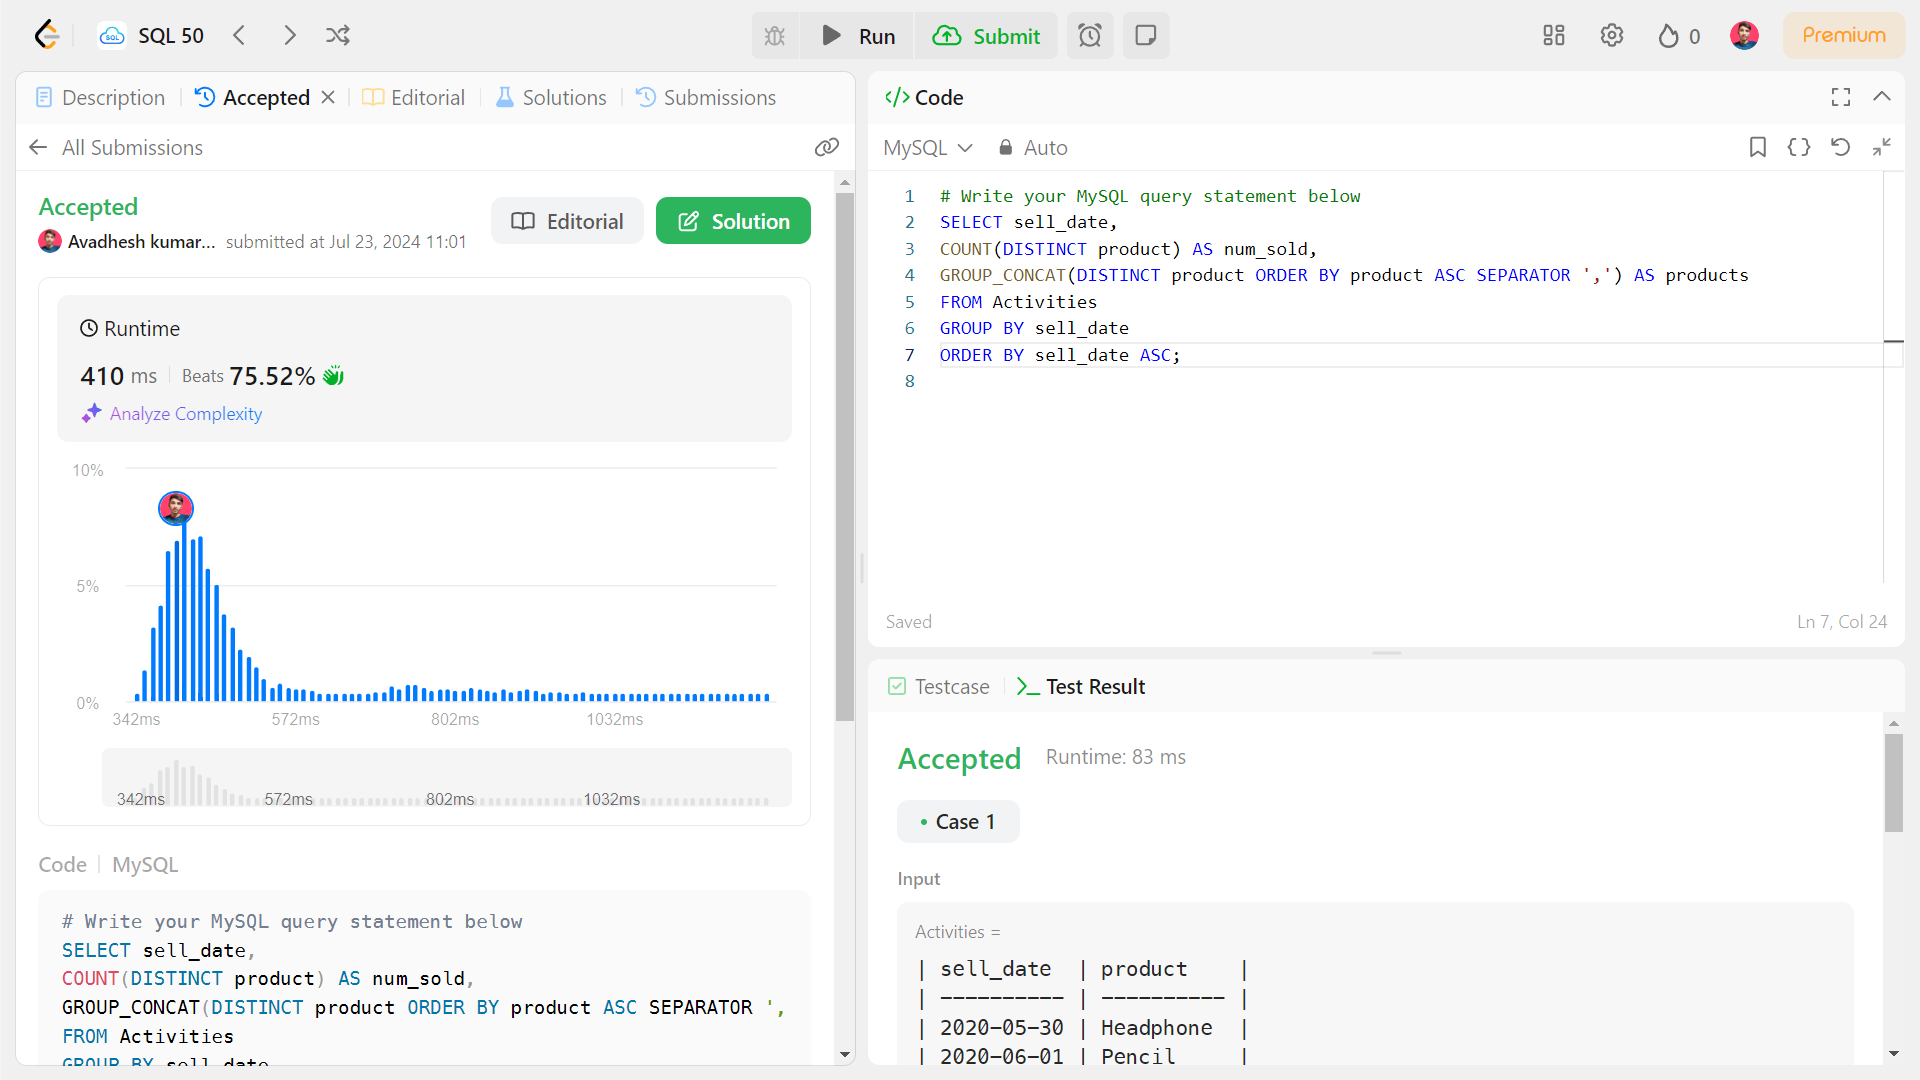 SQL 50
Run
Submit
0
Premium
Description
Accepted
Editorial
Solutions
Submissions
All Submissions
Accepted
Editorial
Solution
Avadhesh kumar...
submitted at Jul 23, 2024 11:01
Runtime
410 ms
Beats 75.52%
Analyze Complexity
10%
5%
0%
342ms
572ms
802ms
1032ms
342ms
572ms
802ms
1032ms
Code
MySQL
# Write your MySQL query statement below
SELECT sell_date,
COUNT(DISTINCT product) AS num_sold,
GROUP_CONCAT(DISTINCT product ORDER BY product ASC SEPARATOR ',
FROM Activities
GROUP BY sell_date
</> Code
MySQL
Auto
1 # Write your MySQL query statement below
2 SELECT sell_date,
3 COUNT(DISTINCT product) AS num_sold,
4 GROUP_CONCAT(DISTINCT product ORDER BY product ASC SEPARATOR ',') AS products
5 FROM Activities
6 GROUP BY sell_date
7 ORDER BY sell_date ASC;
8
Saved
Ln 7, Col 24
Testcase
Test Result
Accepted
Runtime: 83 ms
• Case 1
Input
Activities =
| sell_date  | product    |
| ---------- | ---------- |
| 2020-05-30 | Headphone  |
| 2020-06-01 | Pencil     |